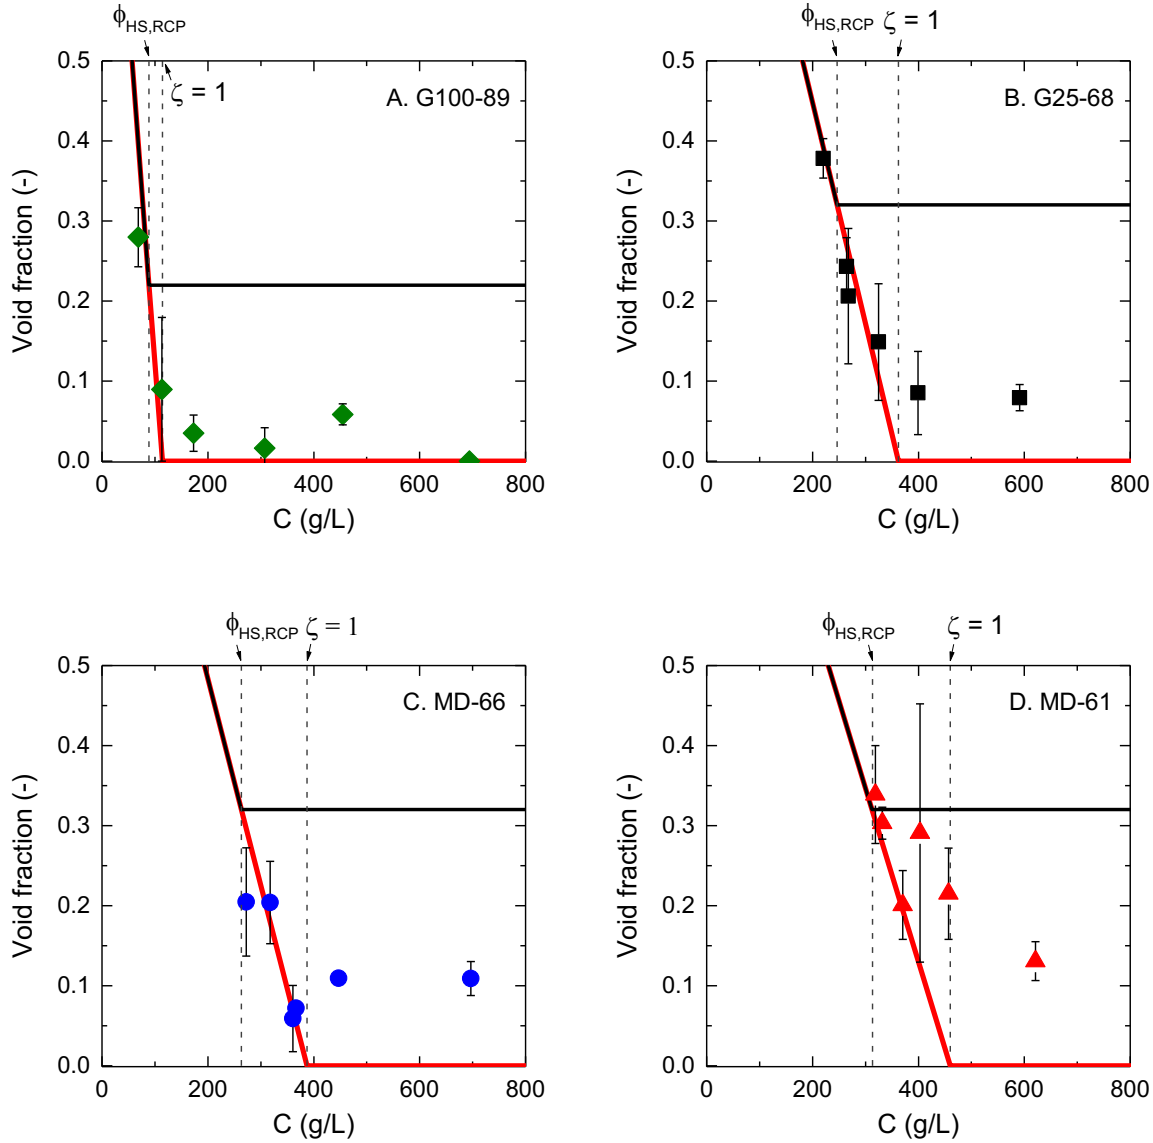 ϕHS,RCP
ζ = 1
A. G100-89
Void fraction (-)
0.5
0.4
0.3
0.2
0.1
0.0
0 200 400 600 800
C (g/L)
ϕHS,RCP ζ = 1
B. G25-68
Void fraction (-)
0.5
0.4
0.3
0.2
0.1
0.0
0 200 400 600 800
C (g/L)
ϕHS,RCP ζ = 1
C. MD-66
Void fraction (-)
0.5
0.4
0.3
0.2
0.1
0.0
0 200 400 600 800
C (g/L)
ϕHS,RCP ζ = 1
D. MD-61
Void fraction (-)
0.5
0.4
0.3
0.2
0.1
0.0
0 200 400 600 800
C (g/L)